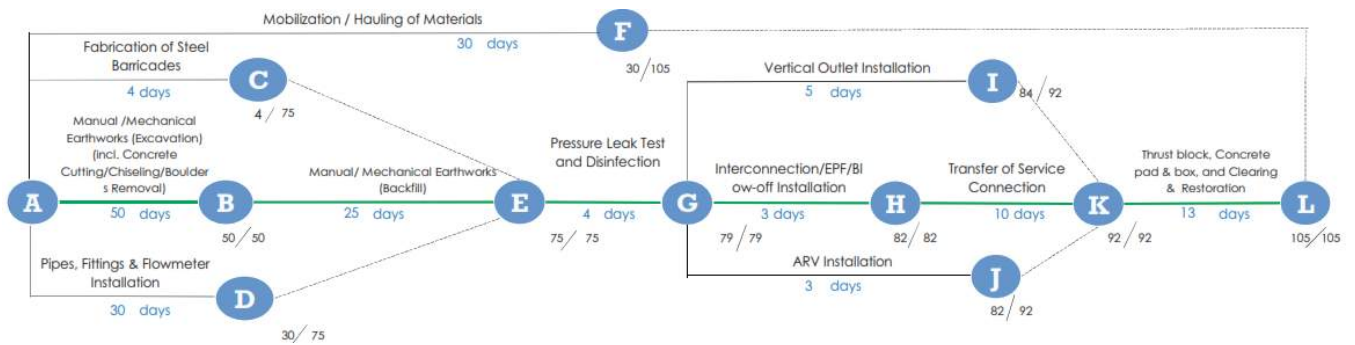 Mobilization / Hauling of Materials
30 days
F
30/105
Fabrication of Steel
Barricades
4 days
C
4 / 75
Vertical Outlet Installation
5 days
I
84 / 92
Manual /Mechanical
Earthworks (Excavation)
(incl. Concrete
Cutting/Chiseling/Boulder
s Removal)
50 days
A
B
50/50
Manual/ Mechanical Earthworks
(Backfill)
25 days
E
75/ 75
Pressure Leak Test
and Disinfection
4 days
G
79/79
Interconnection/EPF/Bl
ow-off Installation
3 days
H
82/82
Transfer of Service
Connection
10 days
K
92/92
Thrust block, Concrete
pad & box, and Clearing
& Restoration
13 days
L
105/105
Pipes, Fittings & Flowmeter
Installation
30 days
D
30/ 75
ARV Installation
3 days
J
82/ 92